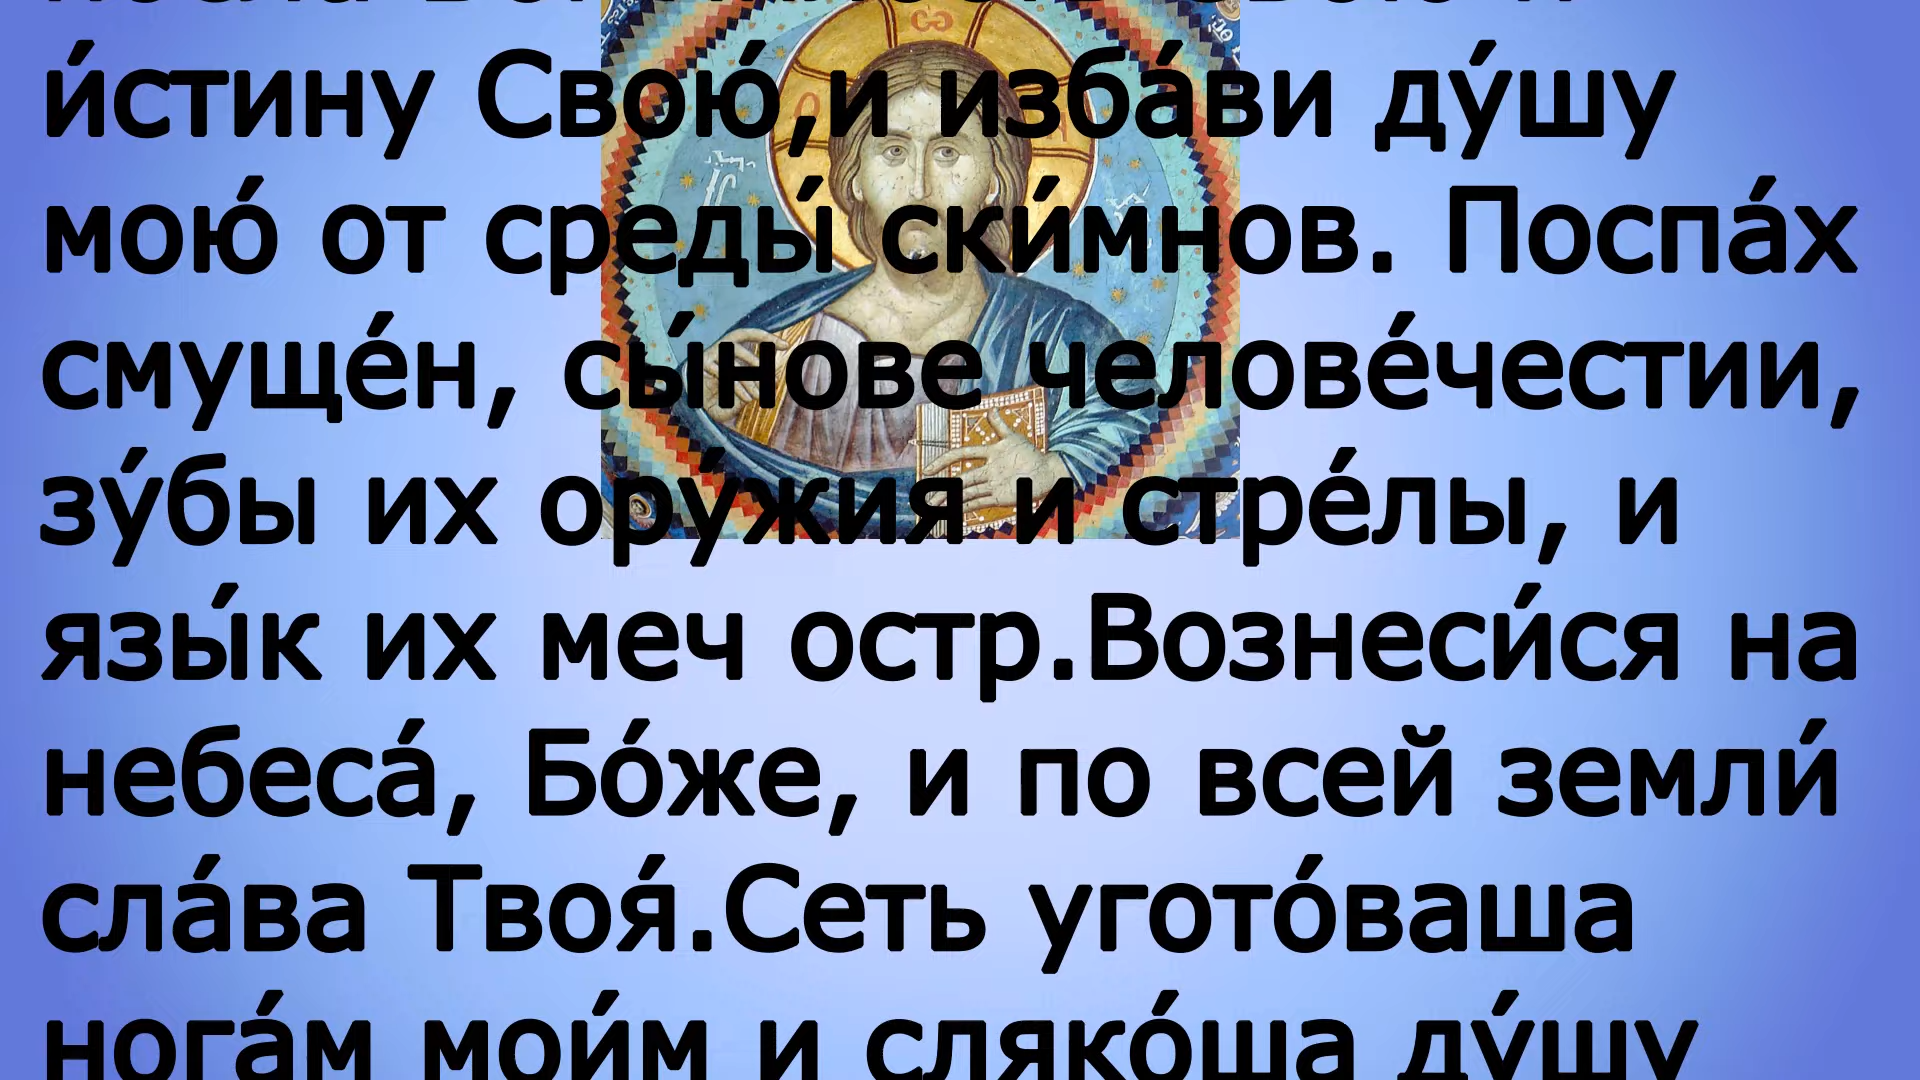 и́стину Свою́,и изба́ви ду́шу
мою́ от среды́ ски́мнов. Поспа́х
смуще́н, сы́нове челове́честии,
зу́бы их ору́жия и стре́лы, и
язы́к их меч остр.Вознеси́ся на
небеса́, Бо́же, и по всей земли́
сла́ва Твоя́.Сеть угото́ваша
нога́м мои́м и сляко́ша ду́шу